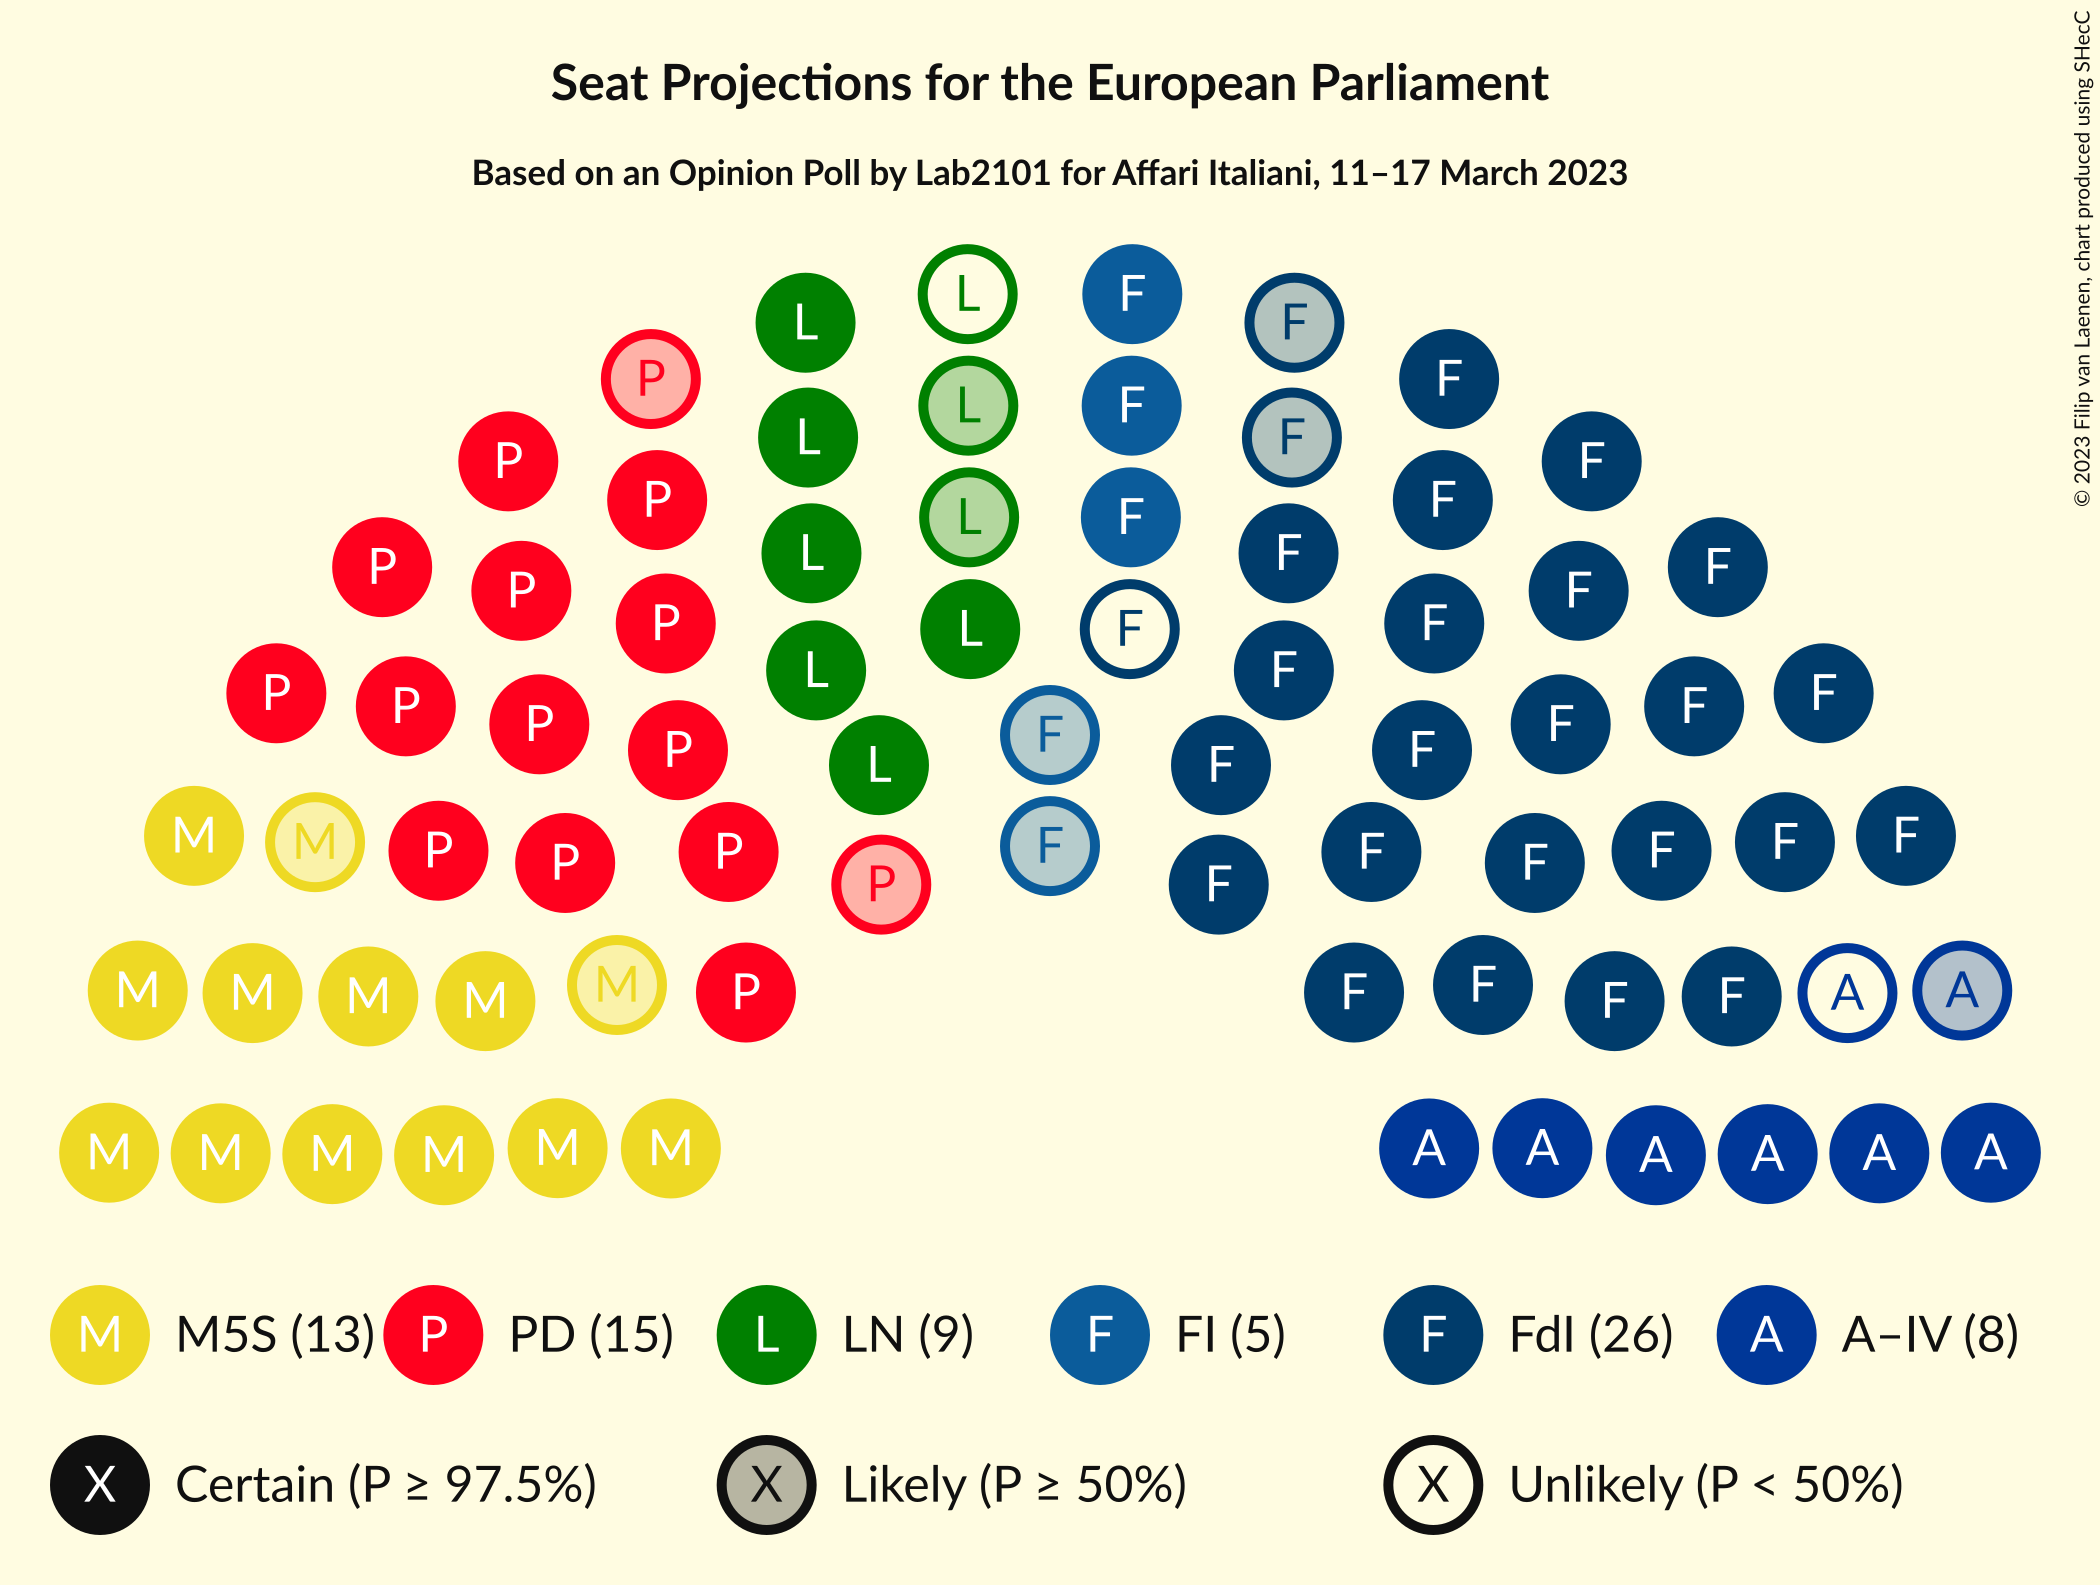 Seat Projections for the European Parliament
Based on an Opinion Poll by Lab2101 for Affari Italiani, 11–17 March 2023
© 2023 Filip van Laenen, chart produced using SHecC
L F
L F
P F
L F
L F
P F
P F
P F
L F
L F
P F
P F
P F
L F
P F
L F
P F
P F
P F
P F
F
L F
M M P P P P F F F F F F F
M M M M M P F F F F A A
M M M M M M A A A A A A
M M5S (13) P PD (15) L LN (9) F FI (5) F FdI (26) A A–IV (8)
X Certain (P ≥ 97.5%) X Likely (P ≥ 50%) X Unlikely (P < 50%)